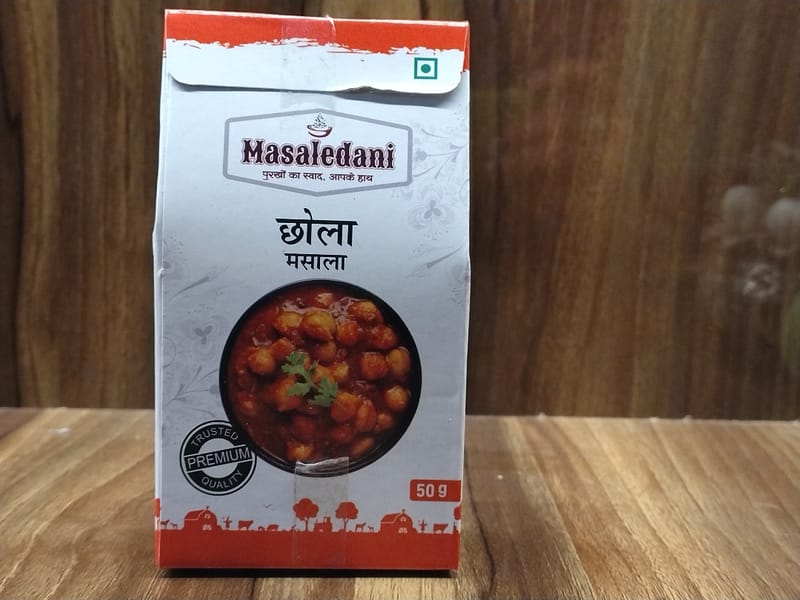 Masaledani
पुरखों का स्वाद, आपके हाथ
छोला
मसाला
TRUSTED
PREMIUM
QUALITY
50 g